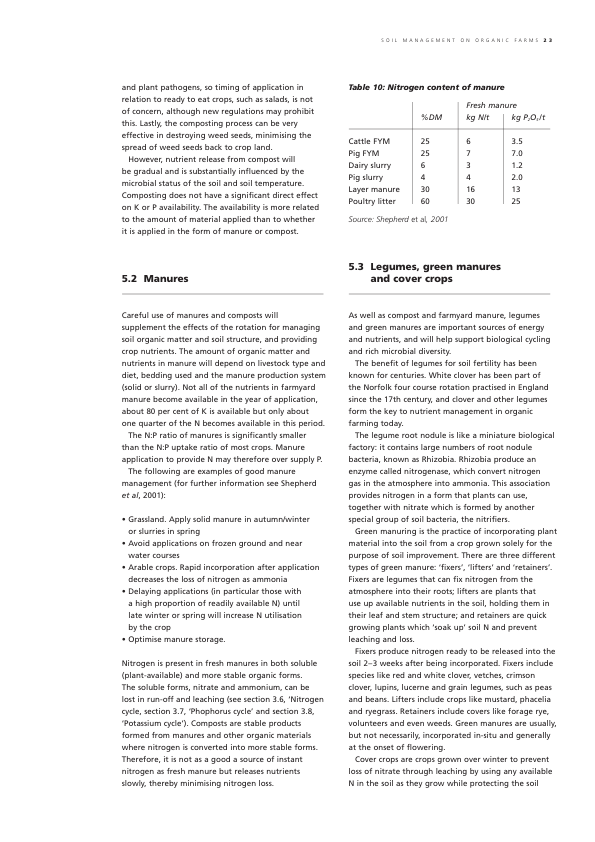 SOIL MANAGEMENT ON ORGANIC FARMS 23
and plant pathogens, so timing of application in
relation to ready to eat crops, such as salads, is not
of concern, although new regulations may prohibit
this. Lastly, the composting process can be very
effective in destroying weed seeds, minimising the
spread of weed seeds back to crop land.
However, nutrient release from compost will
be gradual and is substantially influenced by the
microbial status of the soil and soil temperature.
Composting does not have a significant direct effect
on K or P availability. The availability is more related
to the amount of material applied than to whether
it is applied in the form of manure or compost.
5.2 Manures
Careful use of manures and composts will
supplement the effects of the rotation for managing
soil organic matter and soil structure, and providing
crop nutrients. The amount of organic matter and
nutrients in manure will depend on livestock type and
diet, bedding used and the manure production system
(solid or slurry). Not all of the nutrients in farmyard
manure become available in the year of application,
about 80 per cent of K is available but only about
one quarter of the N becomes available in this period.
The N:P ratio of manures is significantly smaller
than the N:P uptake ratio of most crops. Manure
application to provide N may therefore over supply P.
The following are examples of good manure
management (for further information see Shepherd
et al, 2001):
• Grassland. Apply solid manure in autumn/winter
or slurries in spring
• Avoid applications on frozen ground and near
water courses
• Arable crops. Rapid incorporation after application
decreases the loss of nitrogen as ammonia
• Delaying applications (in particular those with
a high proportion of readily available N) until
late winter or spring will increase N utilisation
by the crop
• Optimise manure storage.
Nitrogen is present in fresh manures in both soluble
(plant-available) and more stable organic forms.
The soluble forms, nitrate and ammonium, can be
lost in run-off and leaching (see section 3.6, ‘Nitrogen
cycle, section 3.7, ‘Phophorus cycle’ and section 3.8,
‘Potassium cycle’). Composts are stable products
formed from manures and other organic materials
where nitrogen is converted into more stable forms.
Therefore, it is not as a good a source of instant
nitrogen as fresh manure but releases nutrients
slowly, thereby minimising nitrogen loss.
Table 10: Nitrogen content of manure
Fresh manure
%DM kg N/t kg P₂O₅/t
Cattle FYM 25 6 3.5
Pig FYM 25 7 7.0
Dairy slurry 6 3 1.2
Pig slurry 4 4 2.0
Layer manure 30 16 13
Poultry litter 60 30 25
Source: Shepherd et al, 2001
5.3 Legumes, green manures
and cover crops
As well as compost and farmyard manure, legumes
and green manures are important sources of energy
and nutrients, and will help support biological cycling
and rich microbial diversity.
The benefit of legumes for soil fertility has been
known for centuries. White clover has been part of
the Norfolk four course rotation practised in England
since the 17th century, and clover and other legumes
form the key to nutrient management in organic
farming today.
The legume root nodule is like a miniature biological
factory: it contains large numbers of root nodule
bacteria, known as Rhizobia. Rhizobia produce an
enzyme called nitrogenase, which convert nitrogen
gas in the atmosphere into ammonia. This association
provides nitrogen in a form that plants can use,
together with nitrate which is formed by another
special group of soil bacteria, the nitrifiers.
Green manuring is the practice of incorporating plant
material into the soil from a crop grown solely for the
purpose of soil improvement. There are three different
types of green manure: ‘fixers’, ‘lifters’ and ‘retainers’.
Fixers are legumes that can fix nitrogen from the
atmosphere into their roots; lifters are plants that
use up available nutrients in the soil, holding them in
their leaf and stem structure; and retainers are quick
growing plants which ‘soak up’ soil N and prevent
leaching and loss.
Fixers produce nitrogen ready to be released into the
soil 2–3 weeks after being incorporated. Fixers include
species like red and white clover, vetches, crimson
clover, lupins, lucerne and grain legumes, such as peas
and beans. Lifters include crops like mustard, phacelia
and ryegrass. Retainers include covers like forage rye,
volunteers and even weeds. Green manures are usually,
but not necessarily, incorporated in-situ and generally
at the onset of flowering.
Cover crops are crops grown over winter to prevent
loss of nitrate through leaching by using any available
N in the soil as they grow while protecting the soil